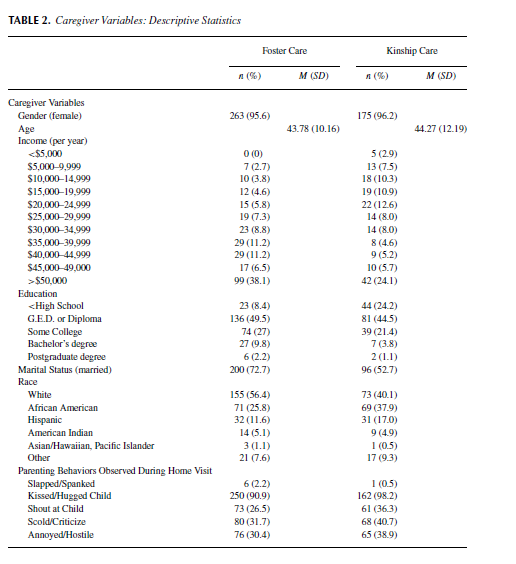 TABLE 2. Caregiver Variables: Descriptive Statistics
Foster Care Kinship Care
n (%) M (SD) n (%) M (SD)
Caregiver Variables
Gender (female) 263 (95.6) 175 (96.2)
Age 43.78 (10.16) 44.27 (12.19)
Income (per year)
<$5,000 0 (0) 5 (2.9)
$5,000–9,999 7 (2.7) 13 (7.5)
$10,000–14,999 10 (3.8) 18 (10.3)
$15,000–19,999 12 (4.6) 19 (10.9)
$20,000–24,999 15 (5.8) 22 (12.6)
$25,000–29,999 19 (7.3) 14 (8.0)
$30,000–34,999 23 (8.8) 14 (8.0)
$35,000–39,999 29 (11.2) 8 (4.6)
$40,000–44,999 29 (11.2) 9 (5.2)
$45,000–49,000 17 (6.5) 10 (5.7)
>$50,000 99 (38.1) 42 (24.1)
Education
<High School 23 (8.4) 44 (24.2)
G.E.D. or Diploma 136 (49.5) 81 (44.5)
Some College 74 (27) 39 (21.4)
Bachelor's degree 27 (9.8) 7 (3.8)
Postgraduate degree 6 (2.2) 2 (1.1)
Marital Status (married) 200 (72.7) 96 (52.7)
Race
White 155 (56.4) 73 (40.1)
African American 71 (25.8) 69 (37.9)
Hispanic 32 (11.6) 31 (17.0)
American Indian 14 (5.1) 9 (4.9)
Asian/Hawaiian, Pacific Islander 3 (1.1) 1 (0.5)
Other 21 (7.6) 17 (9.3)
Parenting Behaviors Observed During Home Visit
Slapped/Spanked 6 (2.2) 1 (0.5)
Kissed/Hugged Child 250 (90.9) 162 (98.2)
Shout at Child 73 (26.5) 61 (36.3)
Scold/Criticize 80 (31.7) 68 (40.7)
Annoyed/Hostile 76 (30.4) 65 (38.9)